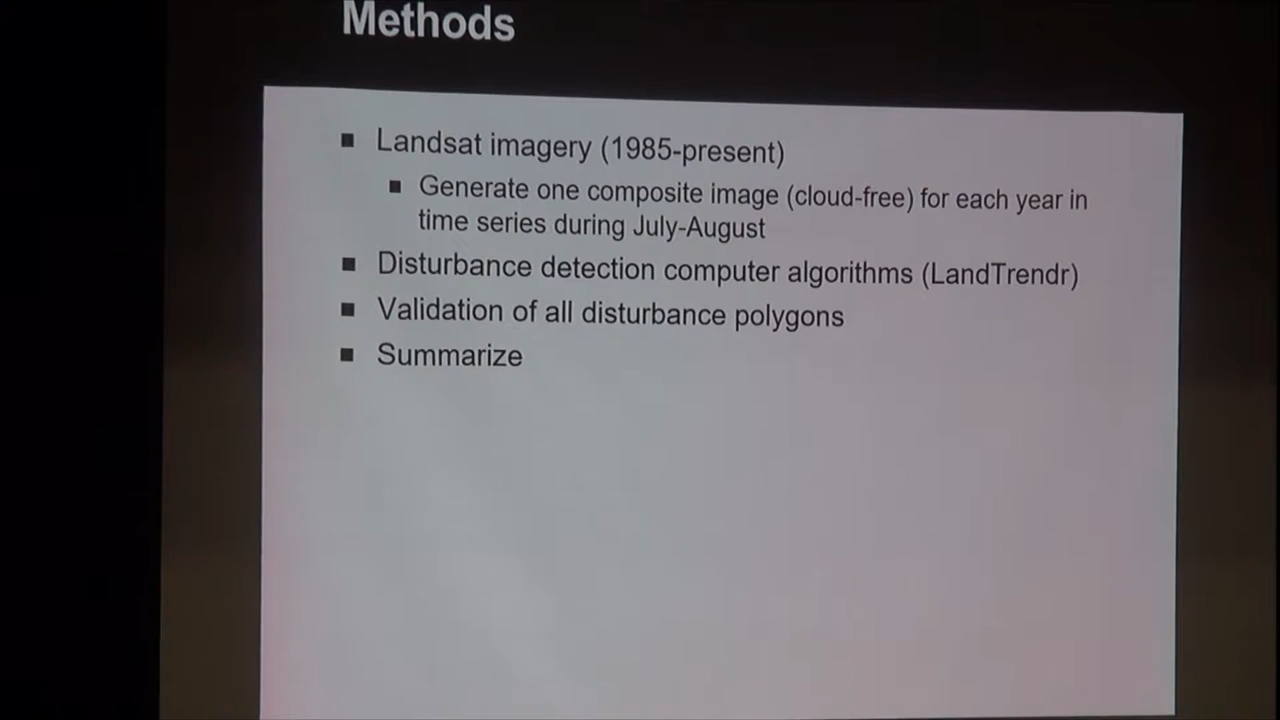 Methods
Landsat imagery (1985-present)
Generate one composite image (cloud-free) for each year in
time series during July-August
Disturbance detection computer algorithms (LandTrendr)
Validation of all disturbance polygons
Summarize